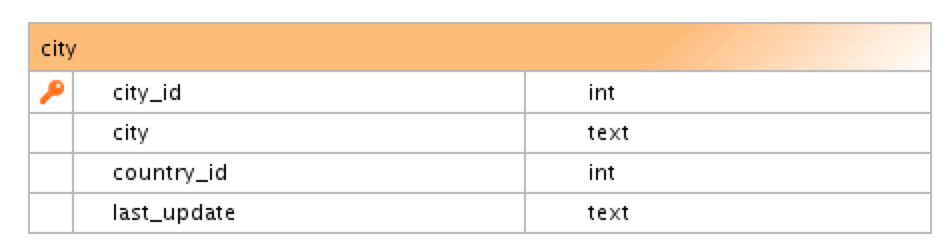 city
city_id int
city text
country_id int
last_update text